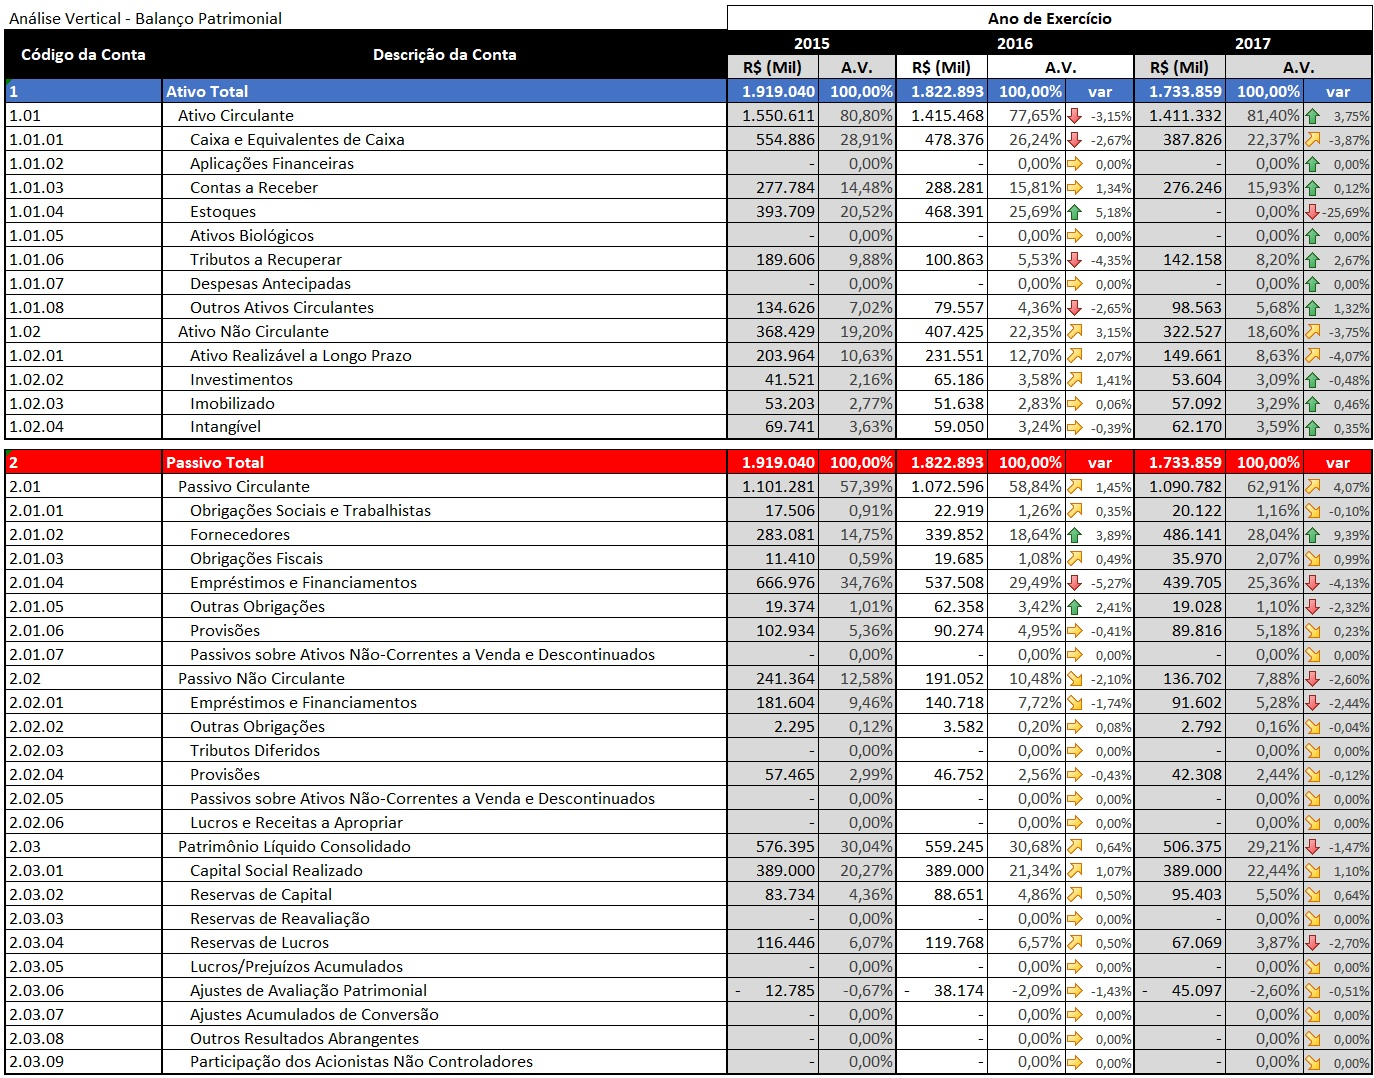 Análise Vertical - Balanço Patrimonial
Ano de Exercício
Código da Conta Descrição da Conta 2015 2016 2017
R$ (Mil) A.V. R$ (Mil) A.V. R$ (Mil) A.V.
1 Ativo Total 1.919.040 100,00% 1.822.893 100,00% var 1.733.859 100,00% var
1.01 Ativo Circulante 1.550.611 80,80% 1.415.468 77,65% -3,15% 1.411.332 81,40% 3,75%
1.01.01 Caixa e Equivalentes de Caixa 554.886 28,91% 478.376 26,24% -2,67% 387.826 22,37% -3,87%
1.01.02 Aplicações Financeiras - 0,00% - 0,00% 0,00% - 0,00% 0,00%
1.01.03 Contas a Receber 277.784 14,48% 288.281 15,81% 1,34% 276.246 15,93% 0,12%
1.01.04 Estoques 393.709 20,52% 468.391 25,69% 5,18% - 0,00% -25,69%
1.01.05 Ativos Biológicos - 0,00% - 0,00% 0,00% - 0,00% 0,00%
1.01.06 Tributos a Recuperar 189.606 9,88% 100.863 5,53% -4,35% 142.158 8,20% 2,67%
1.01.07 Despesas Antecipadas - 0,00% - 0,00% 0,00% - 0,00% 0,00%
1.01.08 Outros Ativos Circulantes 134.626 7,02% 79.557 4,36% -2,65% 98.563 5,68% 1,32%
1.02 Ativo Não Circulante 368.429 19,20% 407.425 22,35% 3,15% 322.527 18,60% -3,75%
1.02.01 Ativo Realizável a Longo Prazo 203.964 10,63% 231.551 12,70% 2,07% 149.661 8,63% -4,07%
1.02.02 Investimentos 41.521 2,16% 65.186 3,58% 1,41% 53.604 3,09% -0,48%
1.02.03 Imobilizado 53.203 2,77% 51.638 2,83% 0,06% 57.092 3,29% 0,46%
1.02.04 Intangível 69.741 3,63% 59.050 3,24% -0,39% 62.170 3,59% 0,35%
2 Passivo Total 1.919.040 100,00% 1.822.893 100,00% var 1.733.859 100,00% var
2.01 Passivo Circulante 1.101.281 57,39% 1.072.596 58,84% 1,45% 1.090.782 62,91% 4,07%
2.01.01 Obrigações Sociais e Trabalhistas 17.506 0,91% 22.919 1,26% 0,35% 20.122 1,16% -0,10%
2.01.02 Fornecedores 283.081 14,75% 339.852 18,64% 3,89% 486.141 28,04% 9,39%
2.01.03 Obrigações Fiscais 11.410 0,59% 19.685 1,08% 0,49% 35.970 2,07% 0,99%
2.01.04 Empréstimos e Financiamentos 666.976 34,76% 537.508 29,49% -5,27% 439.705 25,36% -4,13%
2.01.05 Outras Obrigações 19.374 1,01% 62.358 3,42% 2,41% 19.028 1,10% -2,32%
2.01.06 Provisões 102.934 5,36% 90.274 4,95% -0,41% 89.816 5,18% 0,23%
2.01.07 Passivos sobre Ativos Não-Correntes a Venda e Descontinuados - 0,00% - 0,00% 0,00% - 0,00% 0,00%
2.02 Passivo Não Circulante 241.364 12,58% 191.052 10,48% -2,10% 136.702 7,88% -2,60%
2.02.01 Empréstimos e Financiamentos 181.604 9,46% 140.718 7,72% -1,74% 91.602 5,28% -2,44%
2.02.02 Outras Obrigações 2.295 0,12% 3.582 0,20% 0,08% 2.792 0,16% -0,04%
2.02.03 Tributos Diferidos - 0,00% - 0,00% 0,00% - 0,00% 0,00%
2.02.04 Provisões 57.465 2,99% 46.752 2,56% -0,43% 42.308 2,44% -0,12%
2.02.05 Passivos sobre Ativos Não-Correntes a Venda e Descontinuados - 0,00% - 0,00% 0,00% - 0,00% 0,00%
2.02.06 Lucros e Receitas a Apropriar - 0,00% - 0,00% 0,00% - 0,00% 0,00%
2.03 Patrimônio Líquido Consolidado 576.395 30,04% 559.245 30,68% 0,64% 506.375 29,21% -1,47%
2.03.01 Capital Social Realizado 389.000 20,27% 389.000 21,34% 1,07% 389.000 22,44% 1,10%
2.03.02 Reservas de Capital 83.734 4,36% 88.651 4,86% 0,50% 95.403 5,50% 0,64%
2.03.03 Reservas de Reavaliação - 0,00% - 0,00% 0,00% - 0,00% 0,00%
2.03.04 Reservas de Lucros 116.446 6,07% 119.768 6,57% 0,50% 67.069 3,87% -2,70%
2.03.05 Lucros/Prejuízos Acumulados - 0,00% - 0,00% 0,00% - 0,00% 0,00%
2.03.06 Ajustes de Avaliação Patrimonial - 12.785 -0,67% - 38.174 -2,09% -1,43% - 45.097 -2,60% -0,51%
2.03.07 Ajustes Acumulados de Conversão - 0,00% - 0,00% 0,00% - 0,00% 0,00%
2.03.08 Outros Resultados Abrangentes - 0,00% - 0,00% 0,00% - 0,00% 0,00%
2.03.09 Participação dos Acionistas Não Controladores - 0,00% - 0,00% 0,00% - 0,00% 0,00%